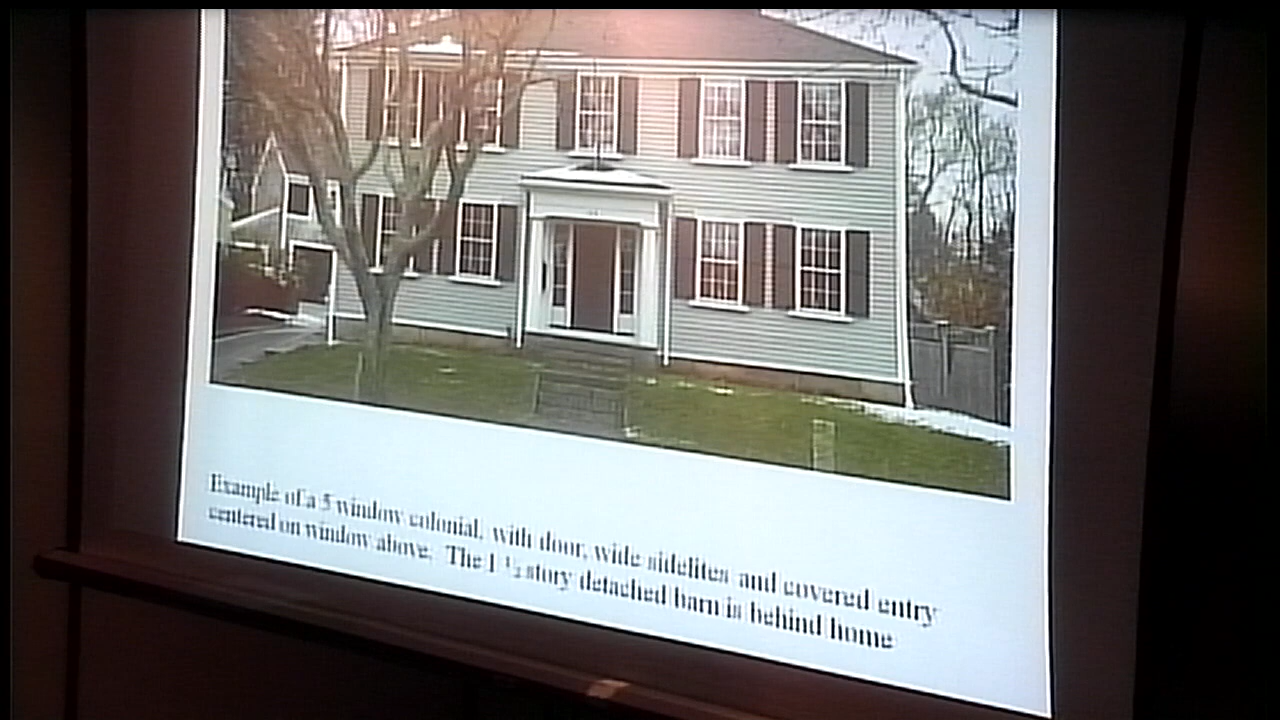 Example of a 5 window colonial, with door, wide sidelites and covered entry
centered on window above. The 1 ½ story detached barn is behind home